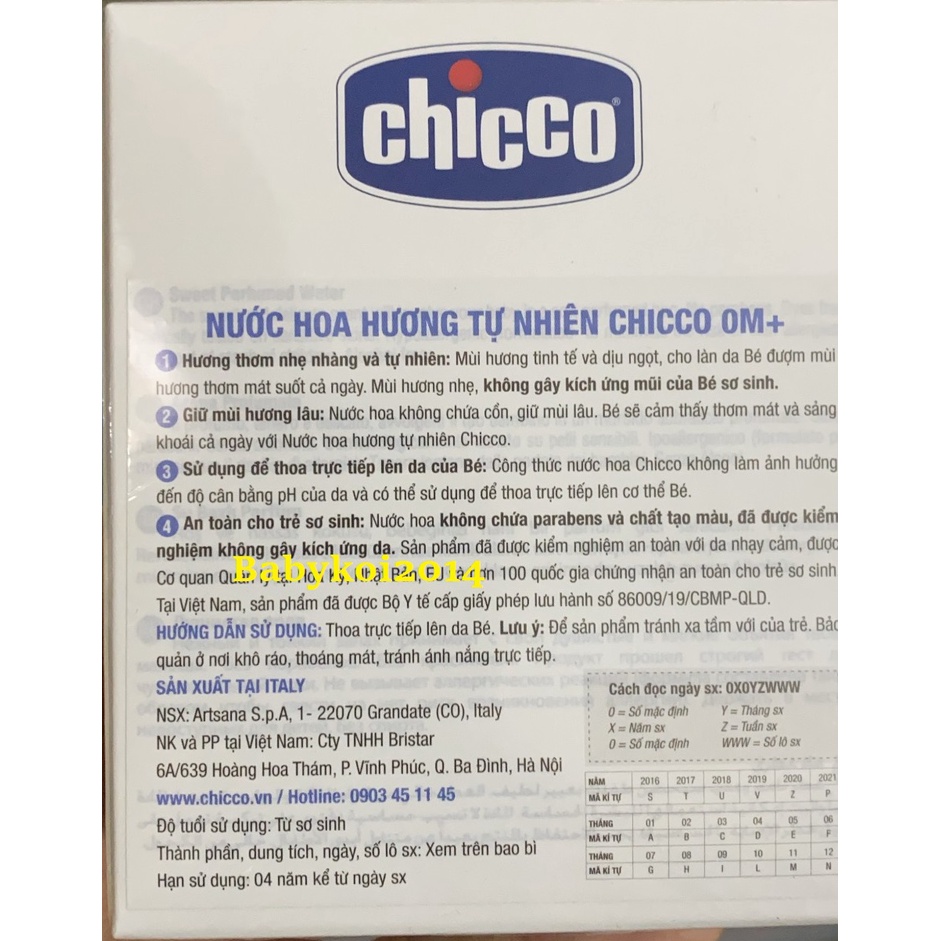 chicco
NƯỚC HOA HƯƠNG TỰ NHIÊN CHICCO 0M+
1 Hương thơm nhẹ nhàng và tự nhiên: Mùi hương tinh tế và dịu ngọt, cho làn da Bé đượm mùi
hương thơm mát suốt cả ngày. Mùi hương nhẹ, không gây kích ứng mũi của Bé sơ sinh.
2 Giữ mùi hương lâu: Nước hoa không chứa cồn, giữ mùi lâu. Bé sẽ cảm thấy thơm mát và sảng
khoái cả ngày với Nước hoa hương tự nhiên Chicco.
3 Sử dụng để thoa trực tiếp lên da của Bé: Công thức nước hoa Chicco không làm ảnh hưởng
đến độ cân bằng pH của da và có thể sử dụng để thoa trực tiếp lên cơ thể Bé.
4 An toàn cho trẻ sơ sinh: Nước hoa không chứa parabens và chất tạo màu, đã được kiểm
nghiệm không gây kích ứng da. Sản phẩm đã được kiểm nghiệm an toàn với da nhạy cảm, được
Babykoi2014
Cơ quan 100 quốc gia chứng nhận an toàn cho trẻ sơ sinh
Tại Việt Nam, sản phẩm đã được Bộ Y tế cấp giấy phép lưu hành số 86009/19/CBMP-QLD.
HƯỚNG DẪN SỬ DỤNG: Thoa trực tiếp lên da Bé. Lưu ý: Để sản phẩm tránh xa tầm với của trẻ. Bảo
quản ở nơi khô ráo, thoáng mát, tránh ánh nắng trực tiếp.
SẢN XUẤT TẠI ITALY
NSX: Artsana S.p.A, 1- 22070 Grandate (CO), Italy
NK và PP tại Việt Nam: Cty TNHH Bristar
6A/639 Hoàng Hoa Thám, P. Vĩnh Phúc, Q. Ba Đình, Hà Nội
www.chicco.vn / Hotline: 0903 45 11 45
Độ tuổi sử dụng: Từ sơ sinh
Thành phần, dung tích, ngày, số lô sx: Xem trên bao bì
Hạn sử dụng: 04 năm kể từ ngày sx
Cách đọc ngày sx: 0X0YZWWW
0 = Số mặc định Y = Tháng sx
X = Năm sx Z = Tuần sx
0 = Số mặc định WWW = Số lô sx
NĂM 2016 2017 2018 2019 2020 2021
MÃ KÍ TỰ S T U V Z P
THÁNG 01 02 03 04 05 06
MÃ KÍ TỰ A B C D E F
THÁNG 07 08 09 10 11 12
MÃ KÍ TỰ G H I L M N